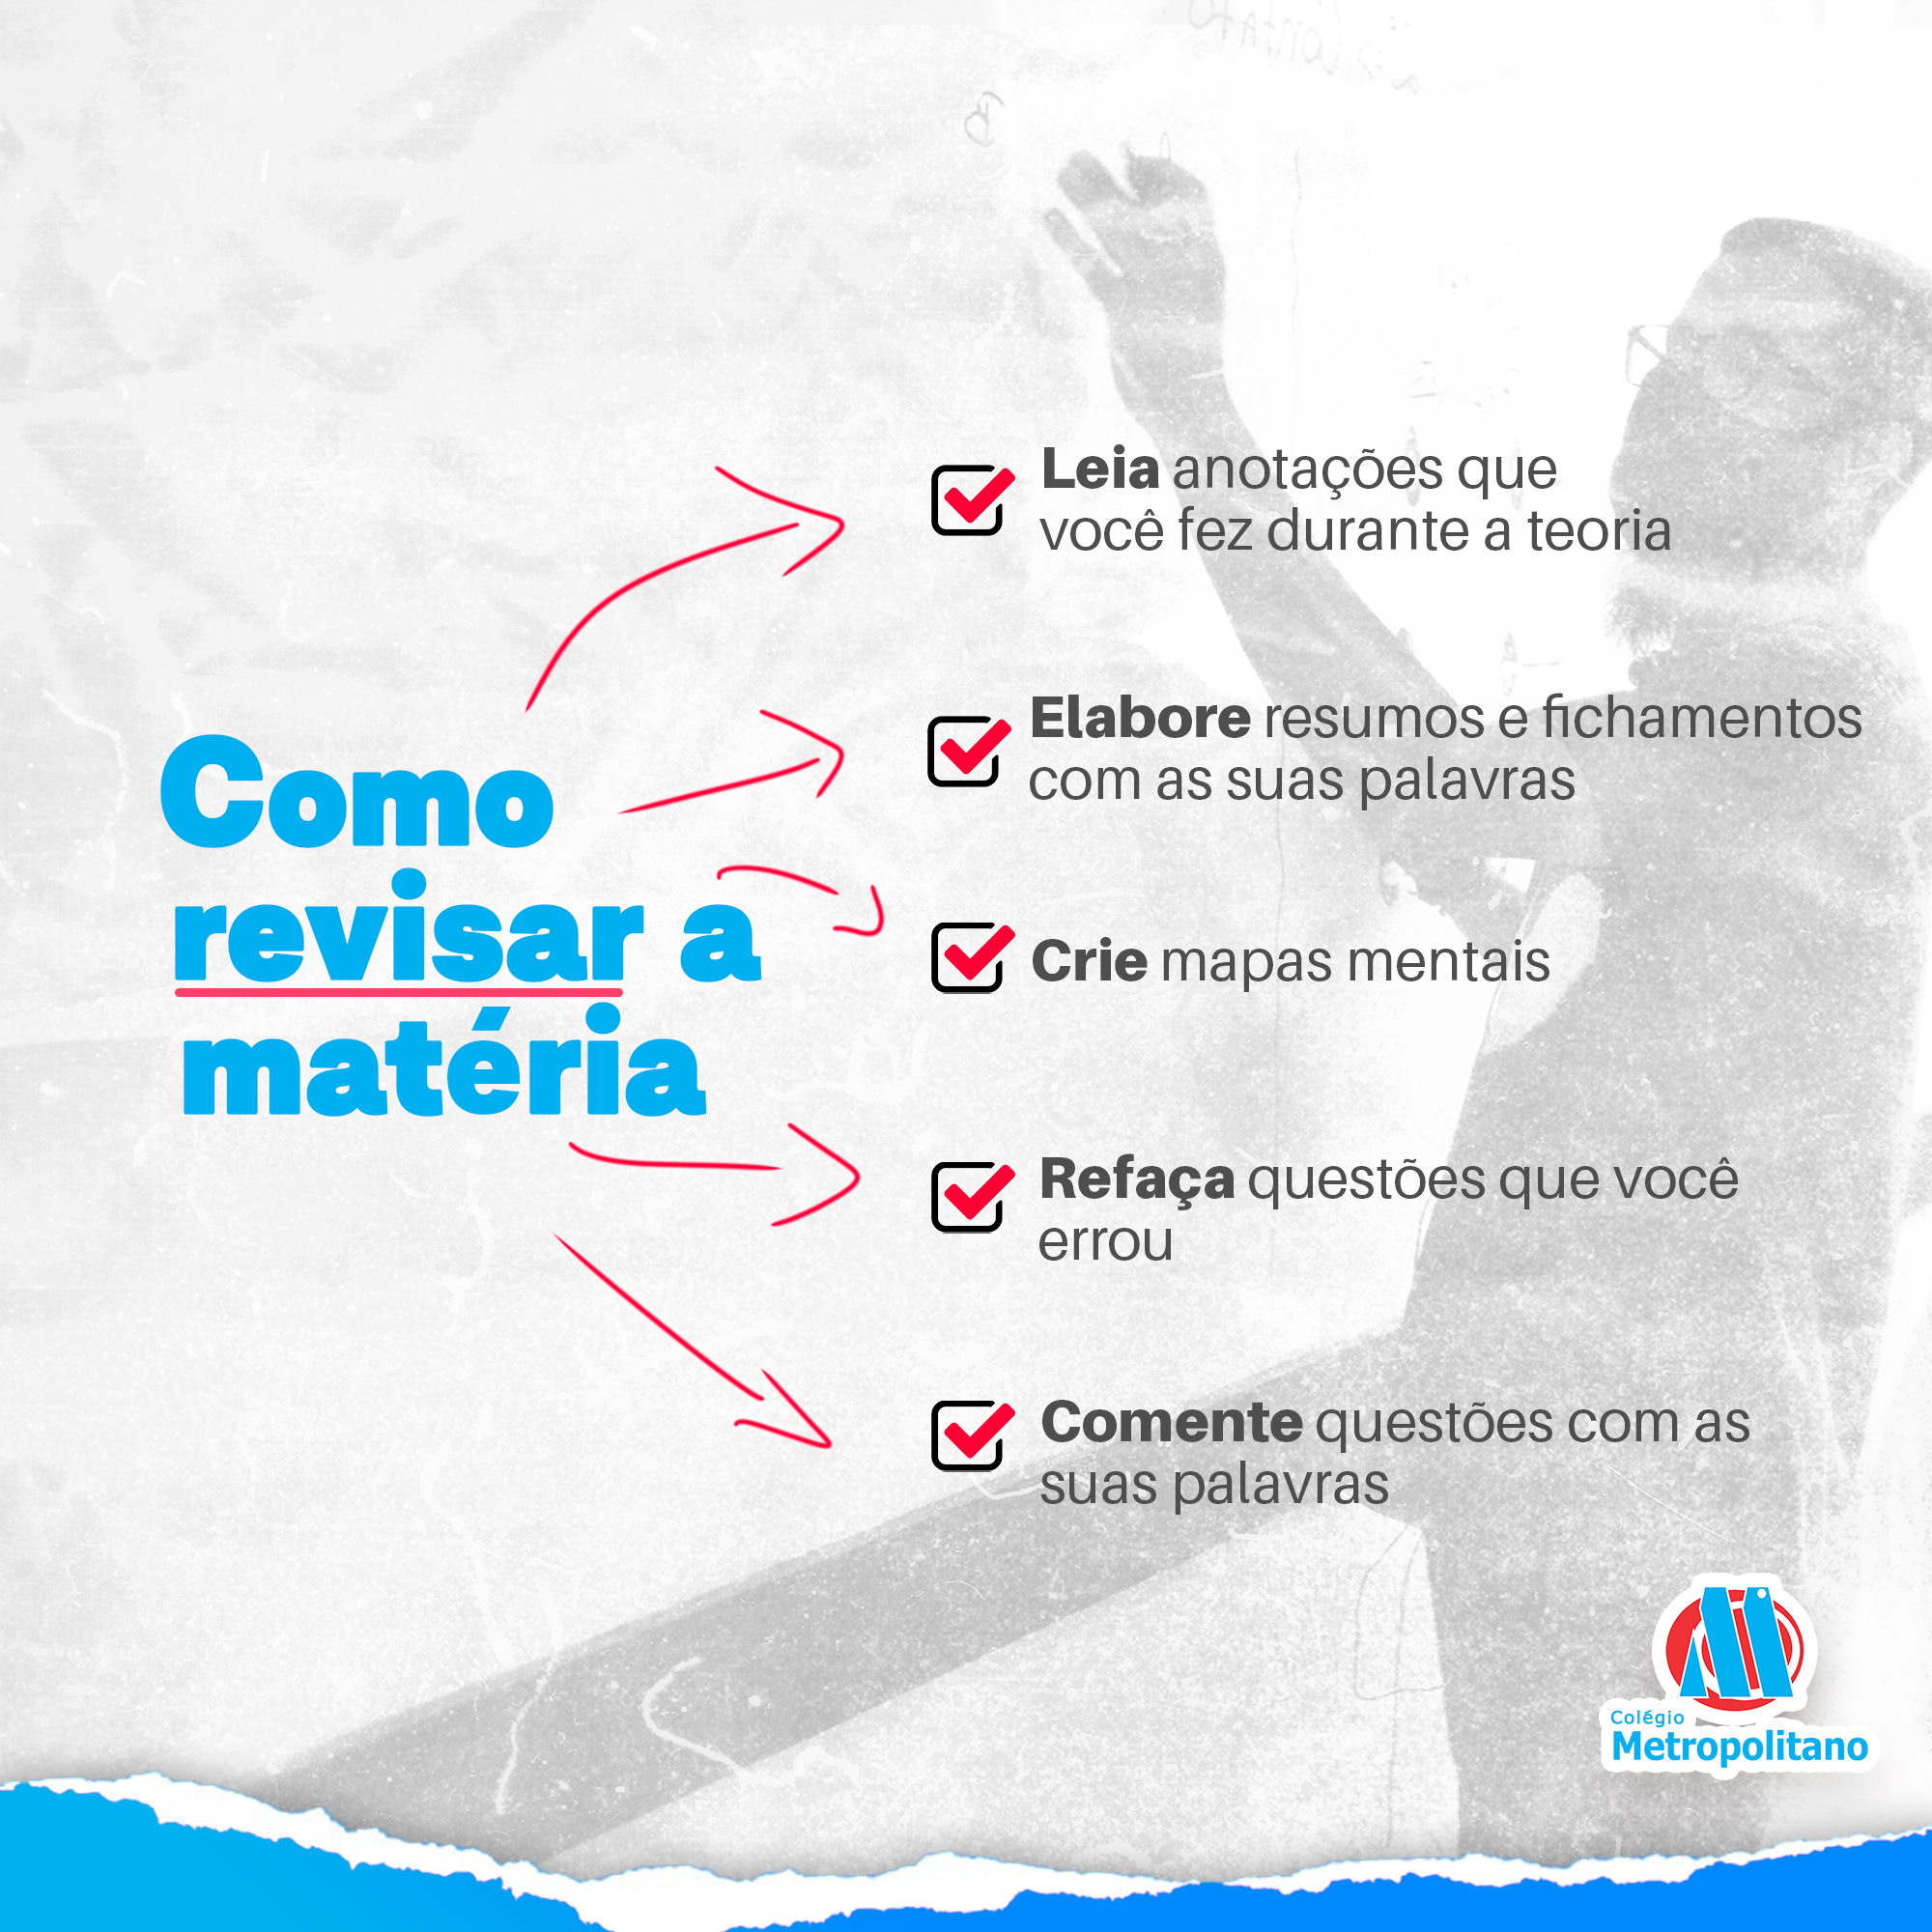 Como
revisar a
matéria
Leia anotações que
você fez durante a teoria
Elabore resumos e fichamentos
com as suas palavras
Crie mapas mentais
Refaça questões que você
errou
Comente questões com as
suas palavras
Colégio
Metropolitano